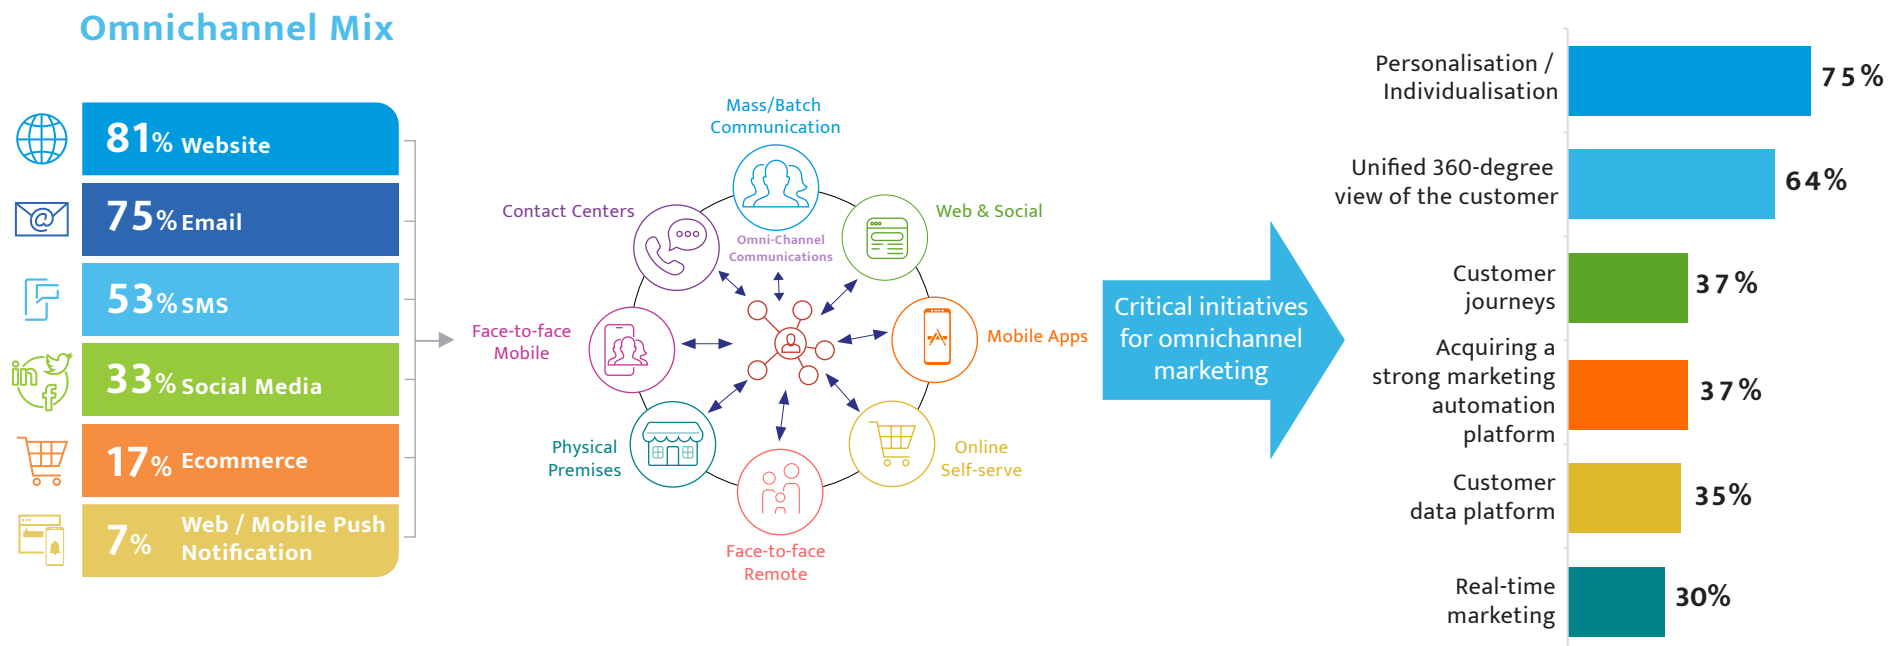 Omnichannel Mix
81% Website
75% Email
53% SMS
33% Social Media
17% Ecommerce
7% Web / Mobile Push
Notification
in
f
@
Mass/Batch
Communication
Contact Centers
Web & Social
Omni-Channel
Communications
Face-to-face
Mobile
Mobile Apps
Physical
Premises
Online
Self-serve
Face-to-face
Remote
Critical initiatives
for omnichannel
marketing
Personalisation /
Individualisation
75%
Unified 360-degree
view of the customer
64%
Customer
journeys
37%
Acquiring a
strong marketing
automation
platform
37%
Customer
data platform
35%
Real-time
marketing
30%